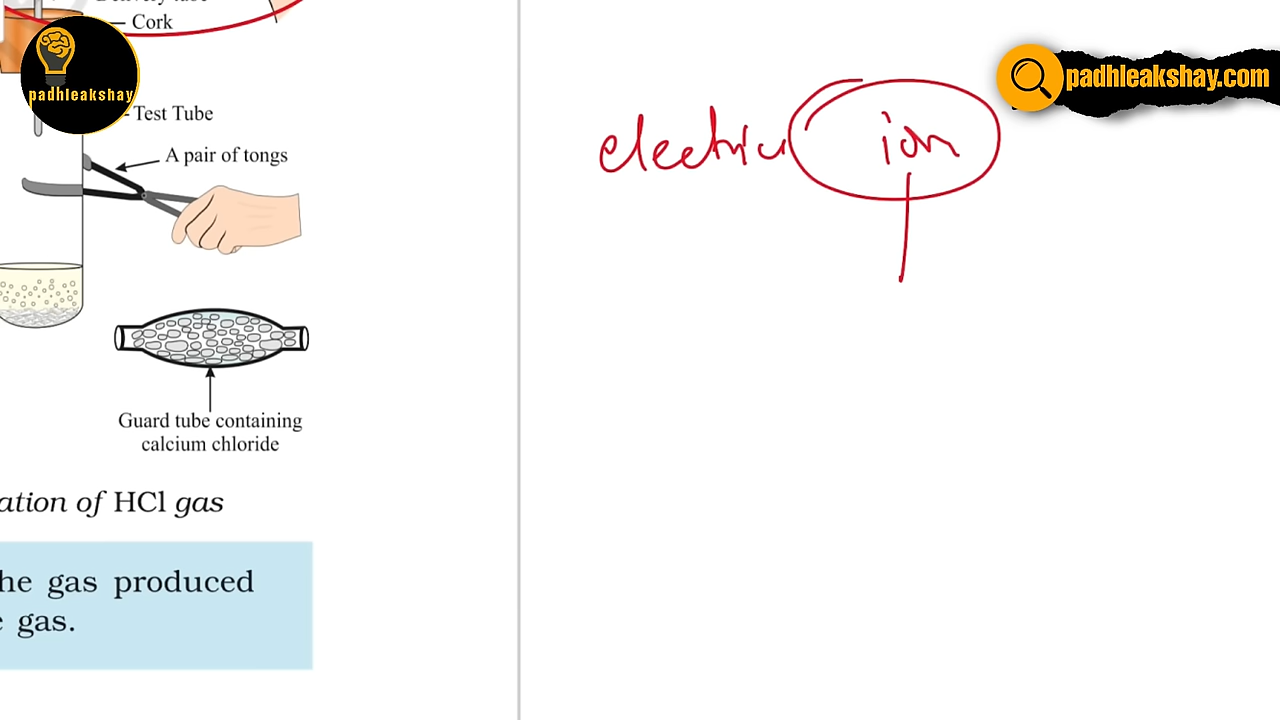 Cork
padhleakshay
padhleakshay.com
Test Tube
A pair of tongs
ion
Guard tube containing
calcium chloride
ation of HCl gas
he gas produced
e gas.